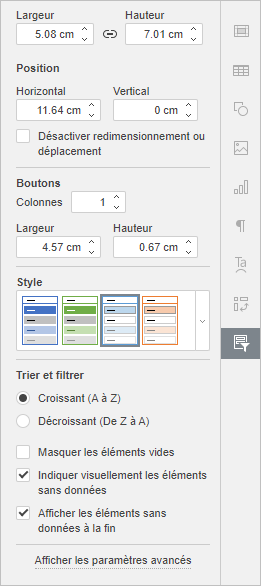 Largeur Hauteur
5.08 cm 7.01 cm
Position
Horizontal Vertical
11.64 cm 0 cm
Désactiver redimensionnement ou
déplacement
Boutons
Colonnes 1
Largeur Hauteur
4.57 cm 0.67 cm
Style
Trier et filtrer
Croissant (A à Z)
Décroissant (De Z à A)
Masquer les éléments vides
Indiquer visuellement les éléments
sans données
Afficher les éléments sans
données à la fin
Afficher les paramètres avancés
Ta